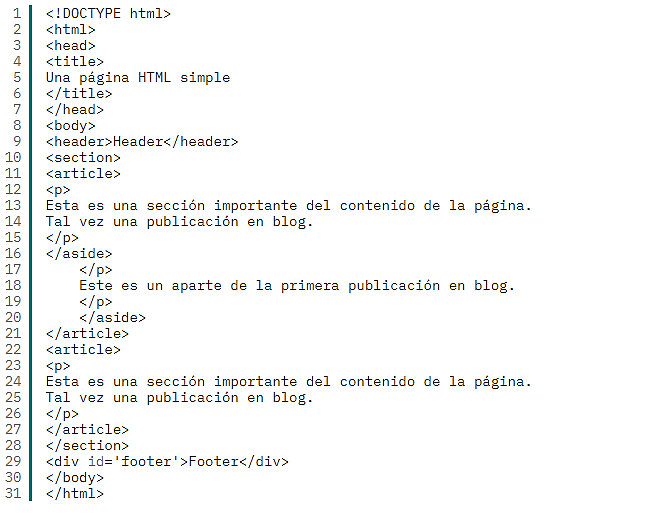 1 <!DOCTYPE html>
2 <html>
3 <head>
4 <title>
5 Una página HTML simple
6 </title>
7 </head>
8 <body>
9 <header>Header</header>
10 <section>
11 <article>
12 <p>
13 Esta es una sección importante del contenido de la página.
14 Tal vez una publicación en blog.
15 </p>
16 </aside>
17     </p>
18     Este es un aparte de la primera publicación en blog.
19     </p>
20     </aside>
21 </article>
22 <article>
23 <p>
24 Esta es una sección importante del contenido de la página.
25 Tal vez una publicación en blog.
26 </p>
27 </article>
28 </section>
29 <div id='footer'>Footer</div>
30 </body>
31 </html>